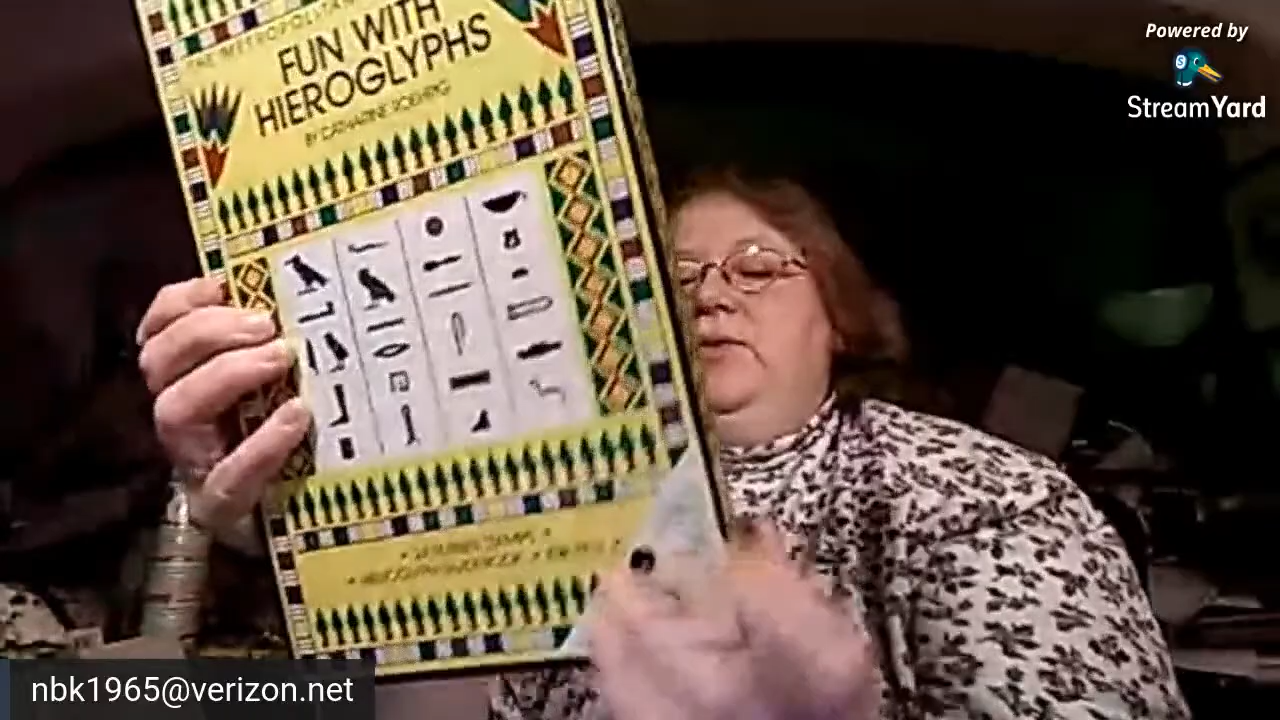 THE METROPOLITAN
FUN WITH
HIEROGLYPHS
BY CATHARINE ROEHRIG
Powered by
StreamYard
nbk1965@verizon.net